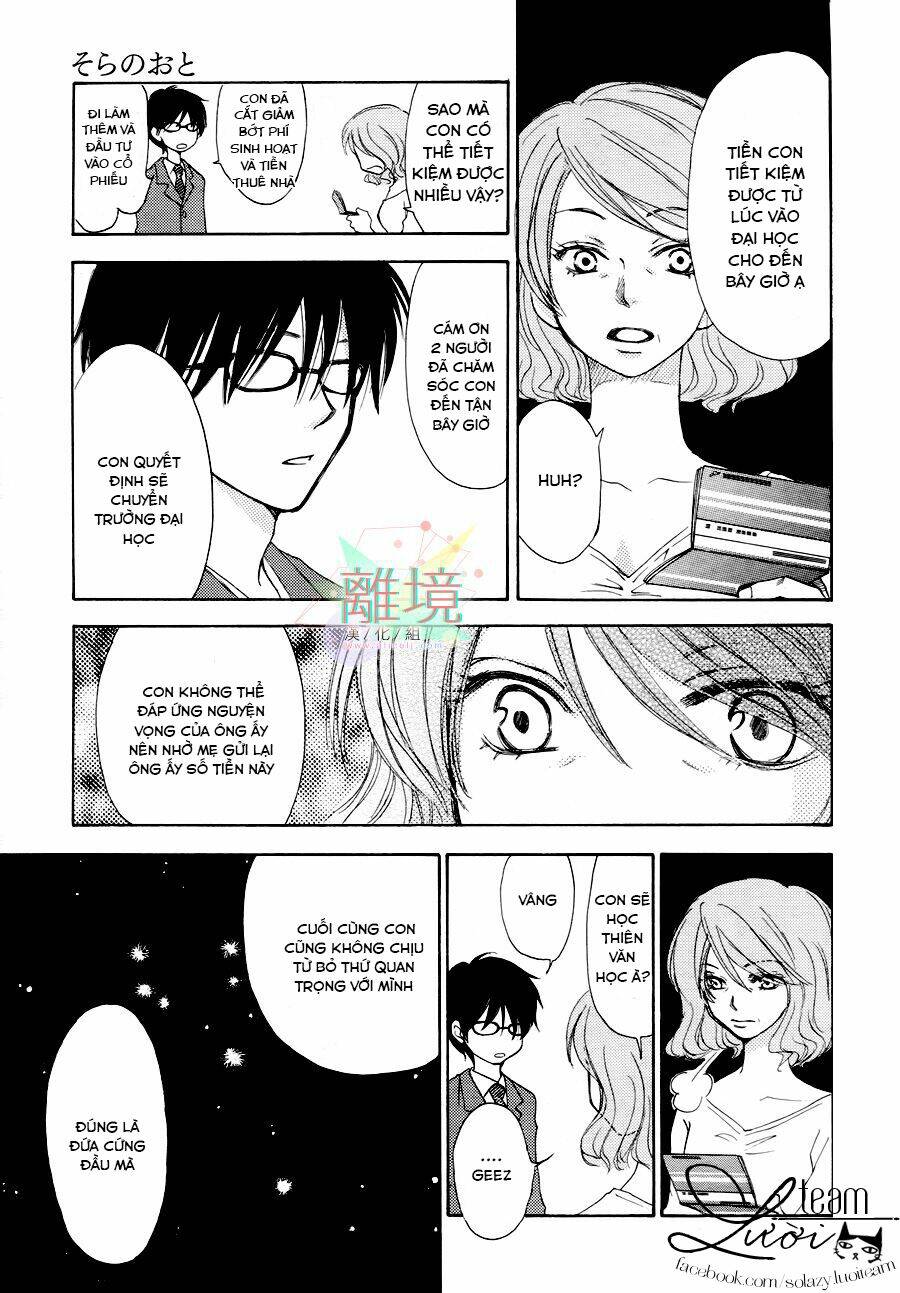 そらのおと
TIỀN CON
TIẾT KIỆM
ĐƯỢC TỪ
LÚC VÀO
ĐẠI HỌC
CHO ĐẾN
BÂY GIỜ Ạ
HUH?
SAO MÀ
CON CÓ
THỂ TIẾT
KIỆM ĐƯỢC
NHIỀU VẬY?
CON ĐÃ
CẮT GIẢM
BỚT PHÍ
SINH HOẠT
VÀ TIỀN
THUÊ NHÀ
ĐI LÀM
THÊM VÀ
ĐẦU TƯ
VÀO CỔ
PHIẾU
CÁM ƠN
2 NGƯỜI
ĐÃ CHĂM
SÓC CON
ĐẾN TẬN
BÂY GIỜ
CON QUYẾT
ĐỊNH SẼ
CHUYỂN
TRƯỜNG ĐẠI
HỌC
離境
漢/化/組
CON KHÔNG THỂ
ĐÁP ỨNG NGUYỆN
VỌNG CỦA ÔNG ẤY
NÊN NHỜ MẸ GỬI LẠI
ÔNG ẤY SỐ TIỀN NÀY
CON SẼ
HỌC
THIÊN
VĂN
HỌC À?
VÂNG
....
GEEZ
CUỐI CÙNG CON
CŨNG KHÔNG CHỊU
TỪ BỎ THỨ QUAN
TRỌNG VỚI MÌNH
ĐÚNG LÀ
ĐỨA CỨNG
ĐẦU MÀ
team
Lười
facebook.com/solazy.luoiteam